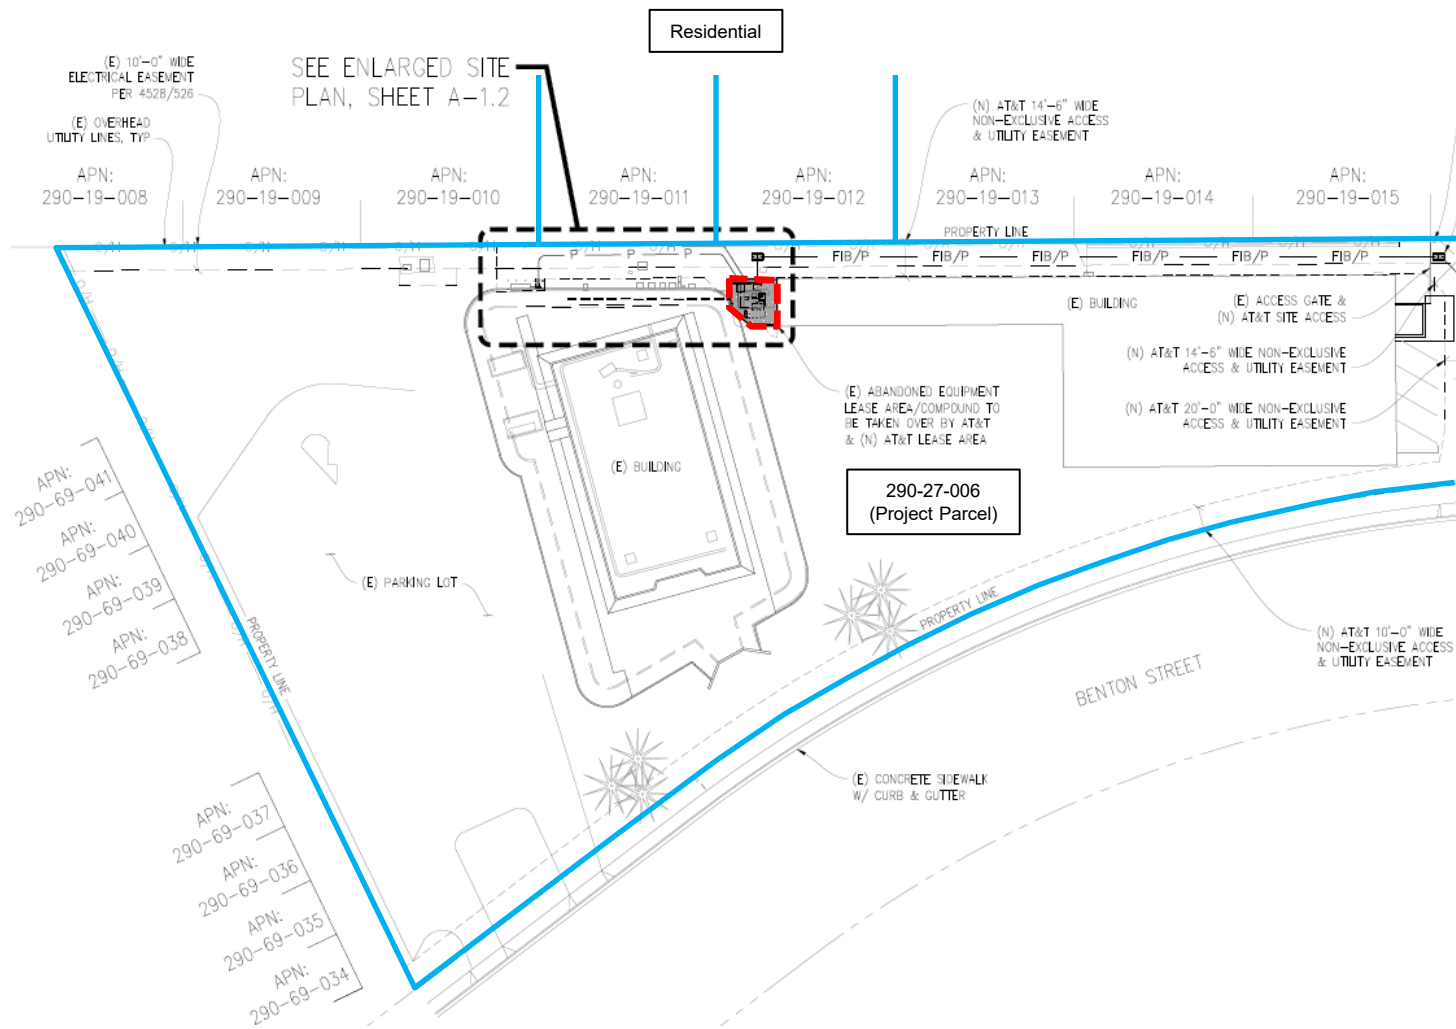 Residential
(E) 10'-0" WIDE
ELECTRICAL EASEMENT
PER 4528/526
SEE ENLARGED SITE
PLAN, SHEET A-1.2
(E) OVERHEAD
UTILITY LINES, TYP
(N) AT&T 14'-6" WIDE
NON-EXCLUSIVE ACCESS
& UTILITY EASEMENT
APN:
290-19-008
APN:
290-19-009
APN:
290-19-010
APN:
290-19-011
APN:
290-19-012
APN:
290-19-013
APN:
290-19-014
APN:
290-19-015
PROPERTY LINE
P P P
FIB/P FIB/P FIB/P FIB/P FIB/P
(E) BUILDING
(E) ACCESS GATE &
(N) AT&T SITE ACCESS
(N) AT&T 14'-6" WIDE NON-EXCLUSIVE
ACCESS & UTILITY EASEMENT
(N) AT&T 20'-0" WIDE NON-EXCLUSIVE
ACCESS & UTILITY EASEMENT
(E) ABANDONED EQUIPMENT
LEASE AREA/COMPOUND TO
BE TAKEN OVER BY AT&T
& (N) AT&T LEASE AREA
(E) BUILDING
290-27-006
(Project Parcel)
APN:
290-69-041
APN:
290-69-040
APN:
290-69-039
APN:
290-69-038
(E) PARKING LOT
PROPERTY LINE
PROPERTY LINE
(N) AT&T 10'-0" WIDE
NON-EXCLUSIVE ACCESS
& UTILITY EASEMENT
BENTON STREET
(E) CONCRETE SIDEWALK
W/ CURB & GUTTER
APN:
290-69-037
APN:
290-69-036
APN:
290-69-035
APN:
290-69-034